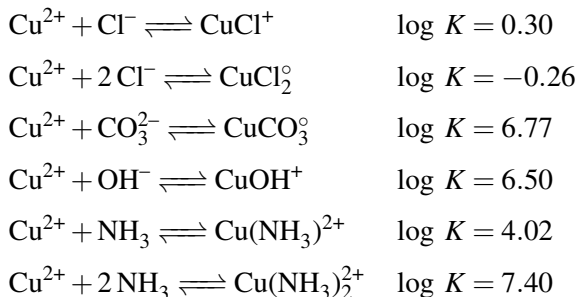 Cu²⁺ + Cl⁻ ⇌ CuCl⁺ log K = 0.30
Cu²⁺ + 2 Cl⁻ ⇌ CuCl₂° log K = −0.26
Cu²⁺ + CO₃²⁻ ⇌ CuCO₃° log K = 6.77
Cu²⁺ + OH⁻ ⇌ CuOH⁺ log K = 6.50
Cu²⁺ + NH₃ ⇌ Cu(NH₃)²⁺ log K = 4.02
Cu²⁺ + 2 NH₃ ⇌ Cu(NH₃)₂²⁺ log K = 7.40